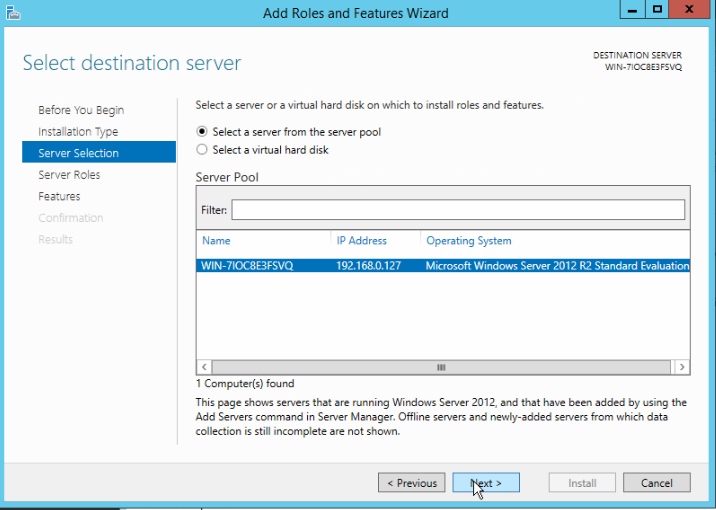 Add Roles and Features Wizard
Select destination server
DESTINATION SERVER
WIN-7IOC8E3FSVQ
Before You Begin
Installation Type
Server Selection
Server Roles
Features
Confirmation
Results
Select a server or a virtual hard disk on which to install roles and features.
Select a server from the server pool
Select a virtual hard disk
Server Pool
Filter:
Name IP Address Operating System
WIN-7IOC8E3FSVQ 192.168.0.127 Microsoft Windows Server 2012 R2 Standard Evaluation
1 Computer(s) found
This page shows servers that are running Windows Server 2012, and that have been added by using the
Add Servers command in Server Manager. Offline servers and newly-added servers from which data
collection is still incomplete are not shown.
< Previous Next > Install Cancel